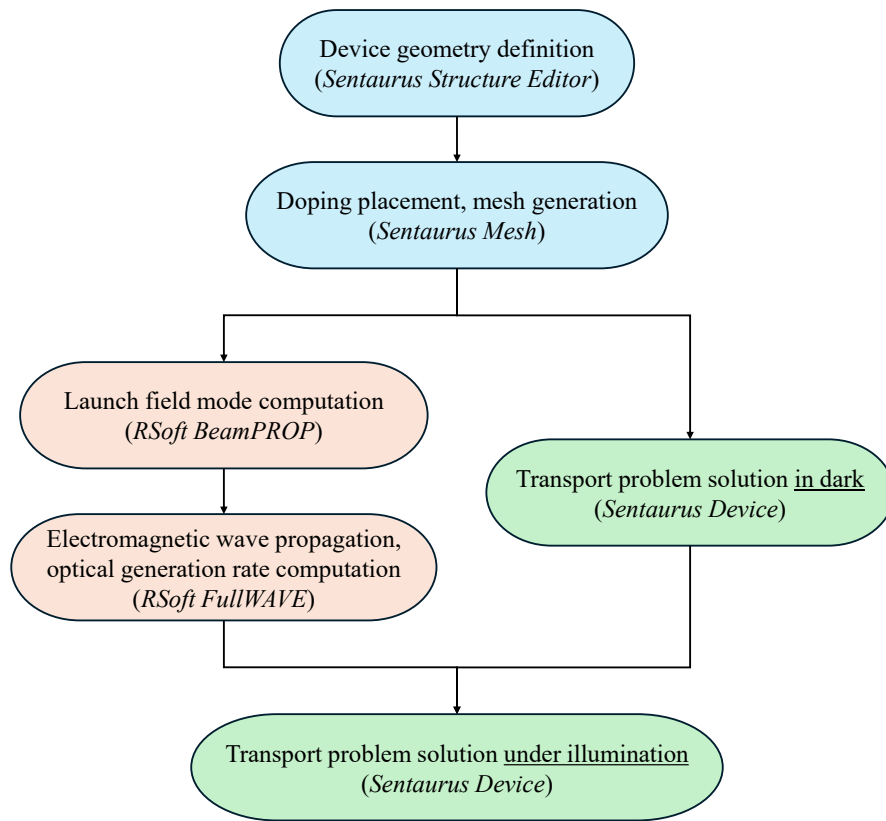 Device geometry definition
(Sentaurus Structure Editor)
Doping placement, mesh generation
(Sentaurus Mesh)
Launch field mode computation
(RSoft BeamPROP)
Electromagnetic wave propagation,
optical generation rate computation
(RSoft FullWAVE)
Transport problem solution in dark
(Sentaurus Device)
Transport problem solution under illumination
(Sentaurus Device)